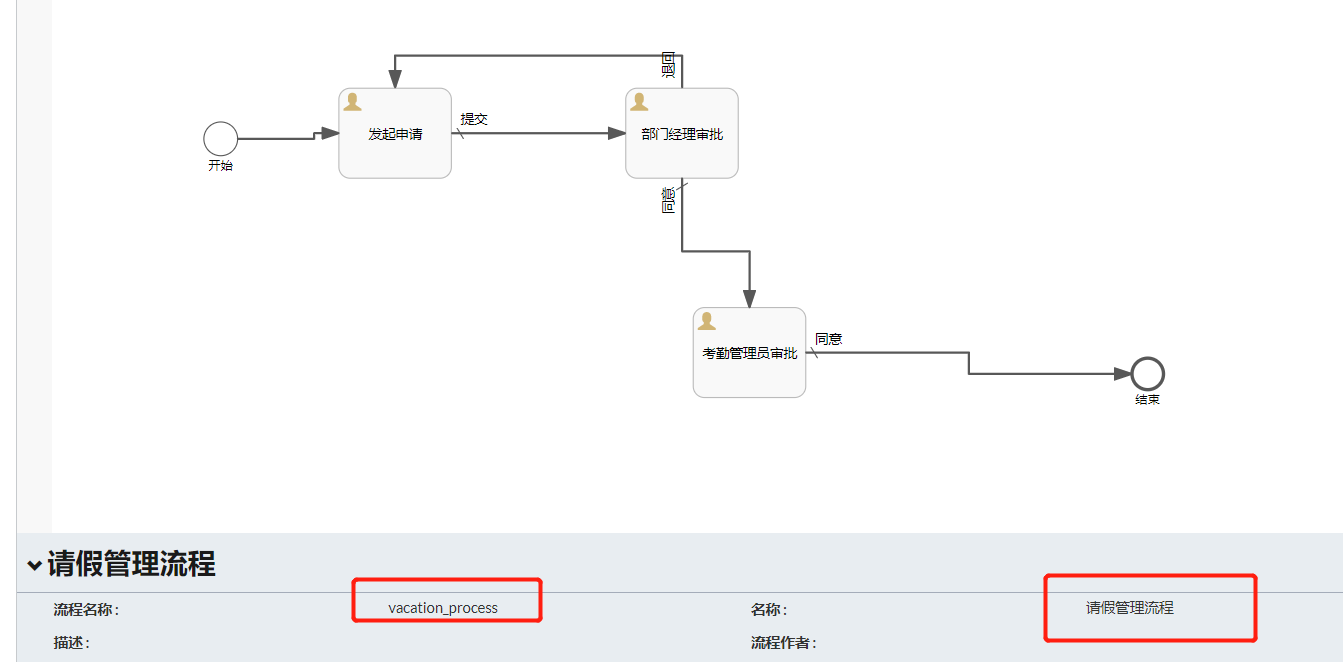 退回
提交
发起申请
部门经理审批
开始
同意
同意
考勤管理员审批
结束
请假管理流程
流程名称： vacation_process 名称： 请假管理流程
描述： 流程作者：